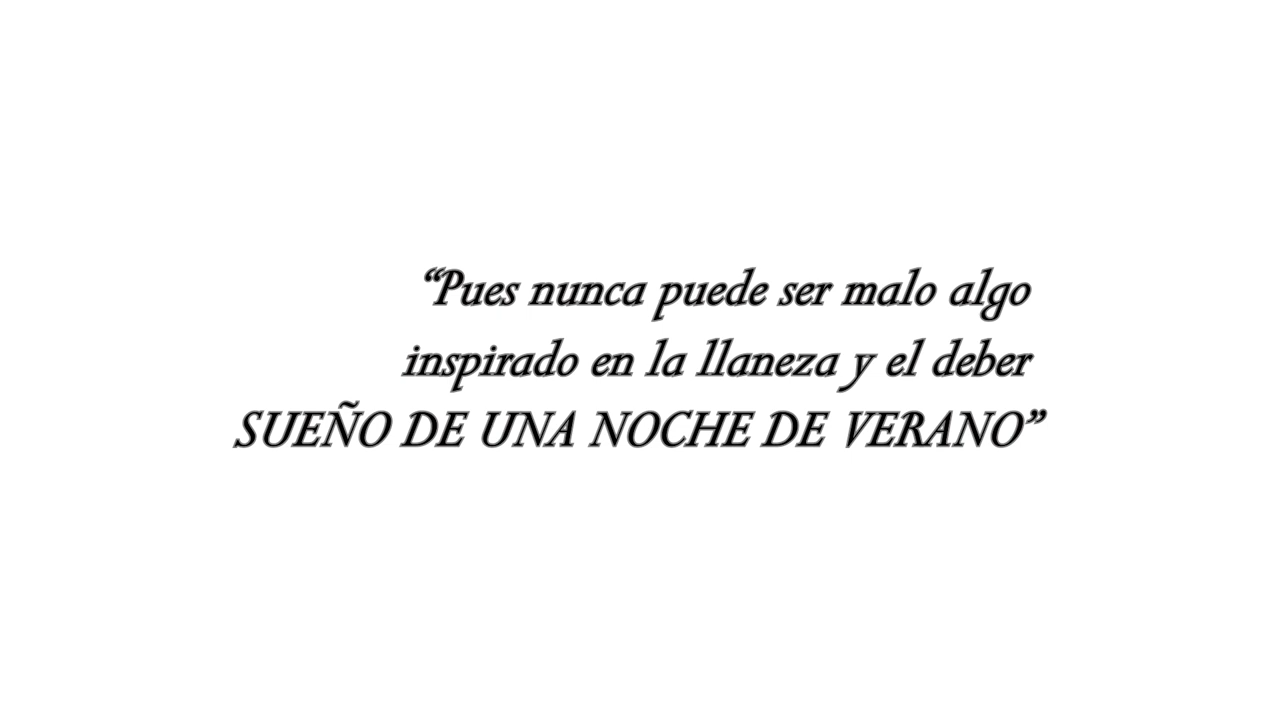 “Pues nunca puede ser malo algo
inspirado en la llaneza y el deber
SUEÑO DE UNA NOCHE DE VERANO”